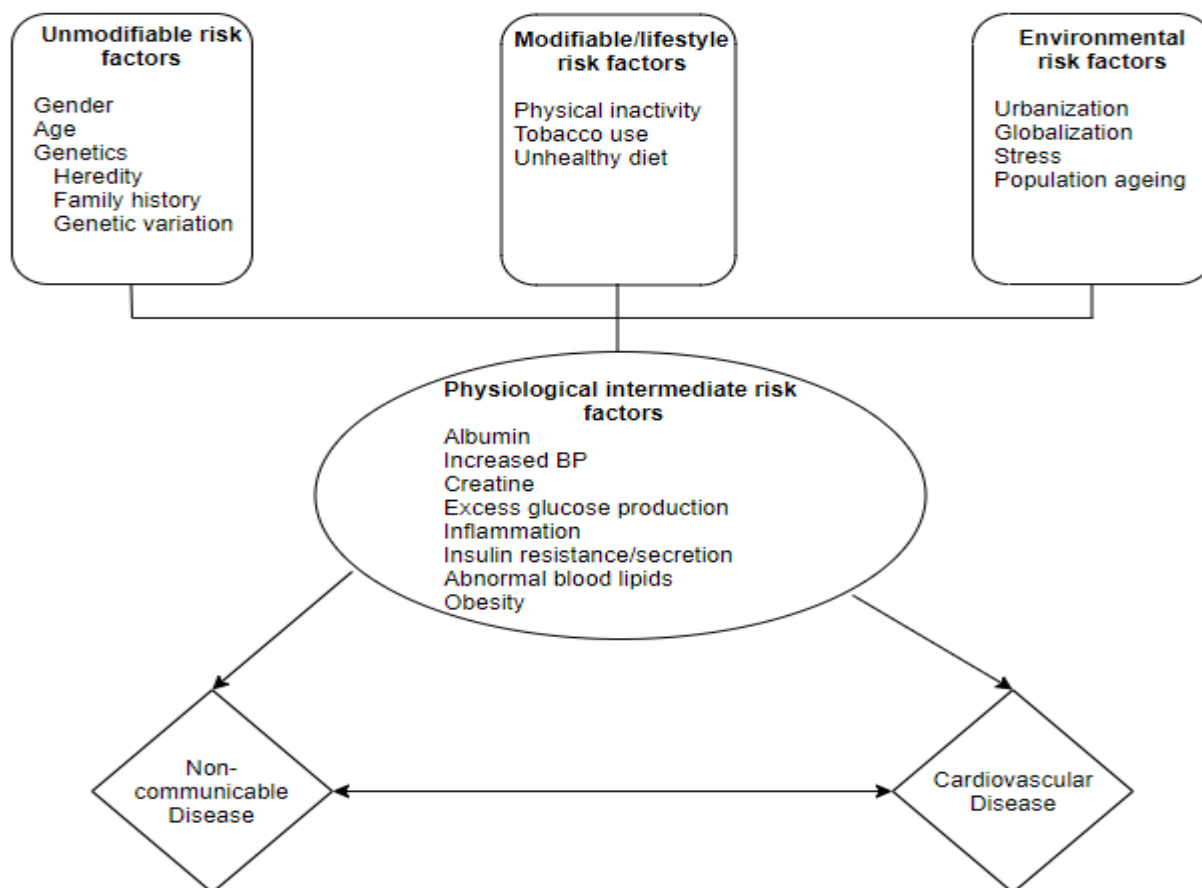 Unmodifiable risk
factors
Gender
Age
Genetics
Heredity
Family history
Genetic variation
Modifiable/lifestyle
risk factors
Physical inactivity
Tobacco use
Unhealthy diet
Environmental
risk factors
Urbanization
Globalization
Stress
Population ageing
Physiological intermediate risk
factors
Albumin
Increased BP
Creatine
Excess glucose production
Inflammation
Insulin resistance/secretion
Abnormal blood lipids
Obesity
Non-
communicable
Disease
Cardiovascular
Disease